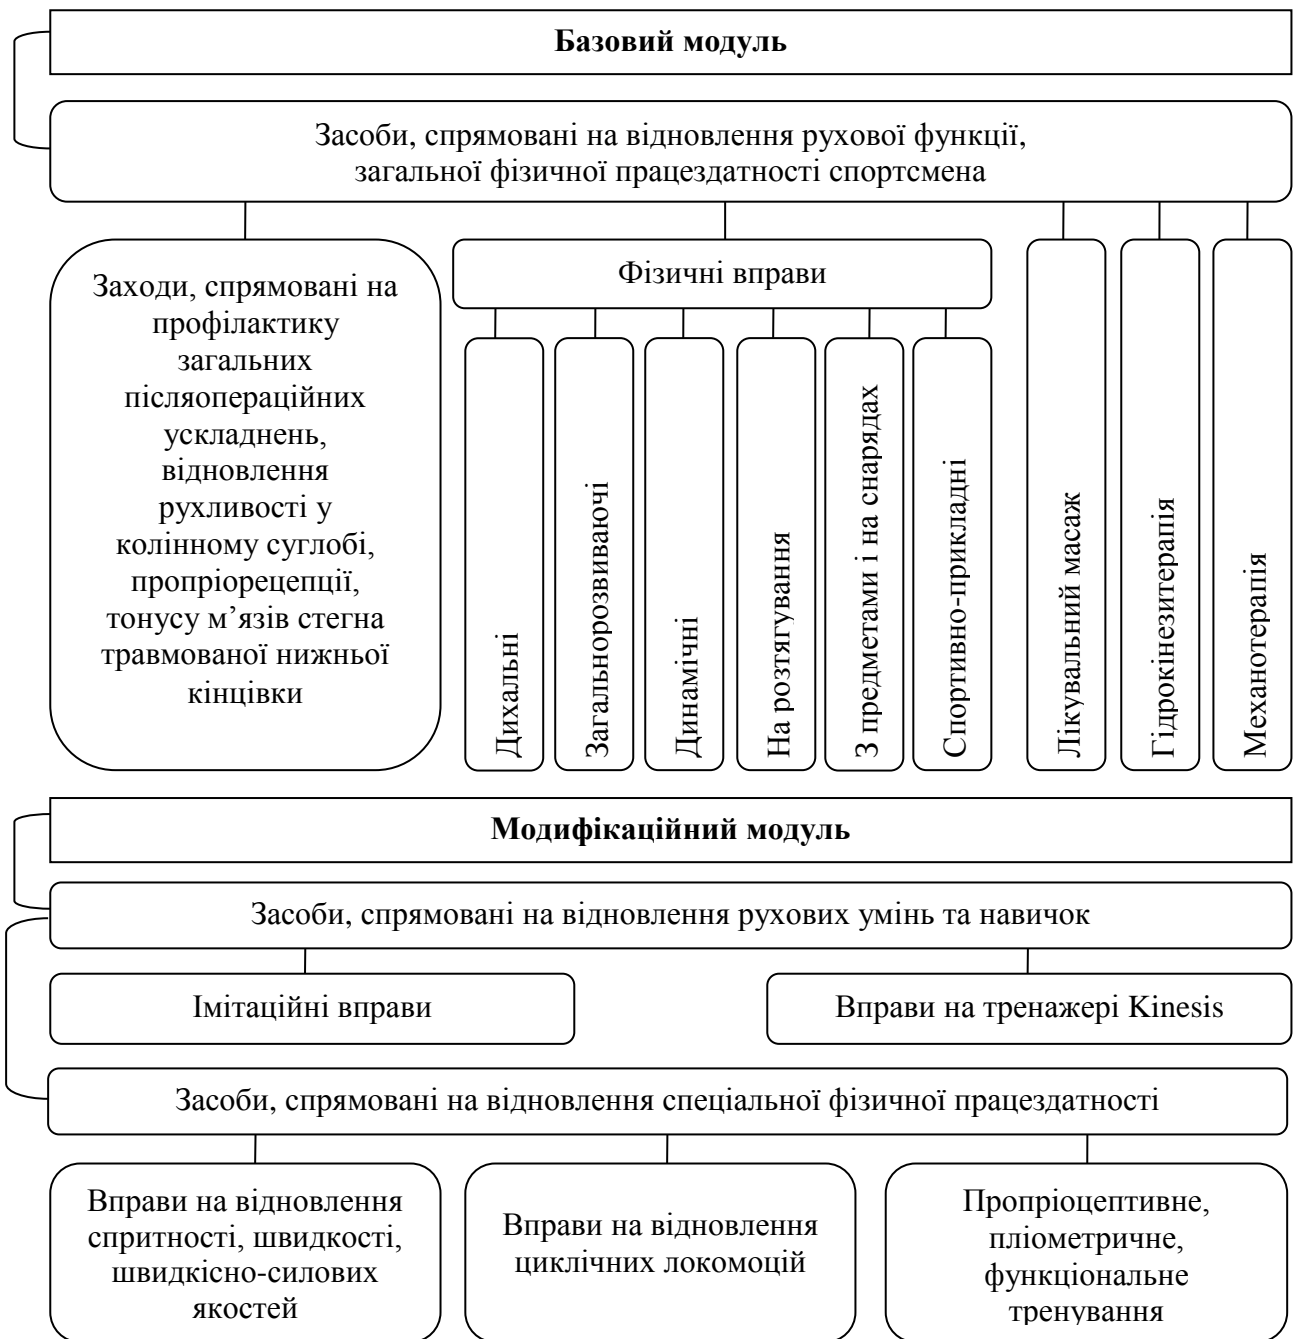 Базовий модуль
Засоби, спрямовані на відновлення рухової функції,
загальної фізичної працездатності спортсмена
Заходи, спрямовані на
профілактику
загальних
післяопераційних
ускладнень,
відновлення
рухливості у
колінному суглобі,
пропріорецепції,
тонусу м’язів стегна
травмованої нижньої
кінцівки
Фізичні вправи
Дихальні
Загальнорозвиваючі
Динамічні
На розтягування
З предметами і на снарядах
Спортивно-прикладні
Лікувальний масаж
Гідрокінезитерапія
Механотерапія
Модифікаційний модуль
Засоби, спрямовані на відновлення рухових умінь та навичок
Імітаційні вправи
Вправи на тренажері Kinesis
Засоби, спрямовані на відновлення спеціальної фізичної працездатності
Вправи на відновлення
спритності, швидкості,
швидкісно-силових
якостей
Вправи на відновлення
циклічних локомоцій
Пропріоцептивне,
пліометричне,
функціональне
тренування